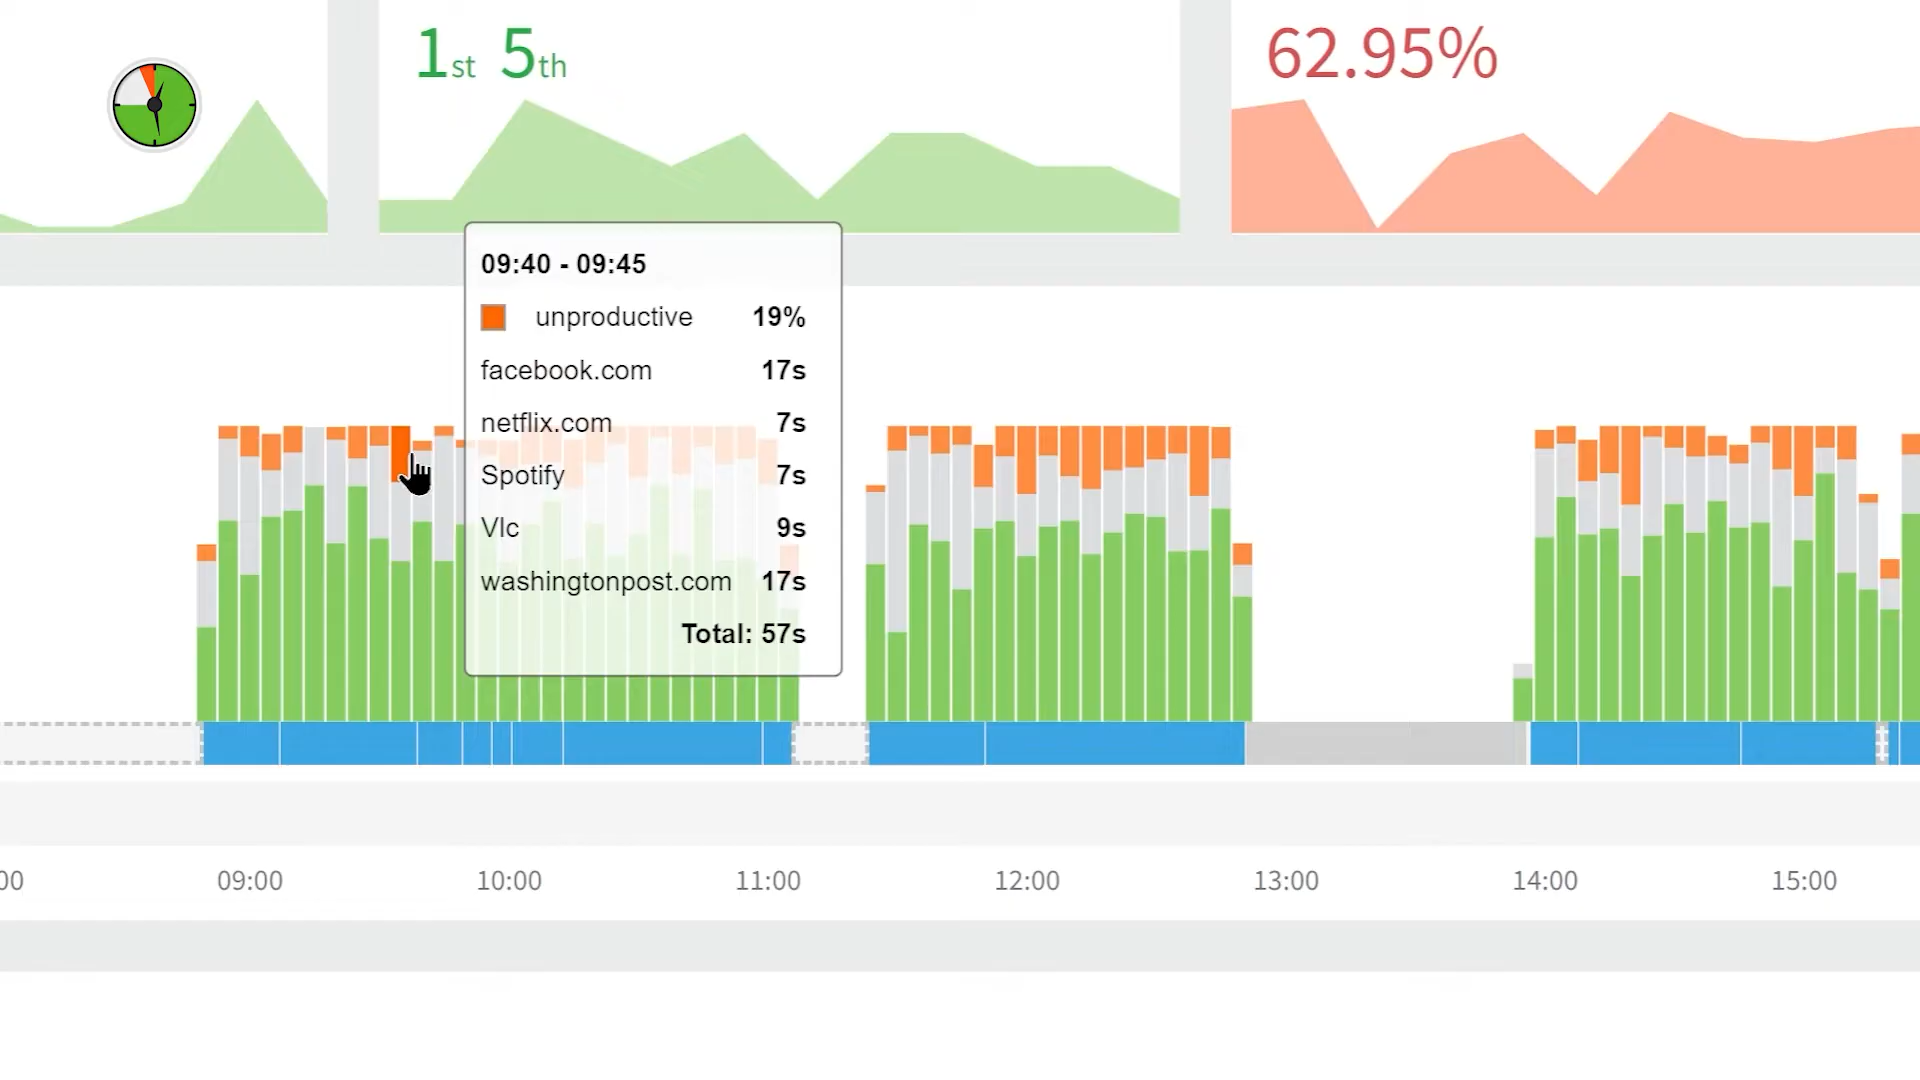 1st 5th
62.95%
09:40 - 09:45
unproductive 19%
facebook.com 17s
netflix.com 7s
Spotify 7s
Vlc 9s
washingtonpost.com 17s
Total: 57s
00 09:00 10:00 11:00 12:00 13:00 14:00 15:00